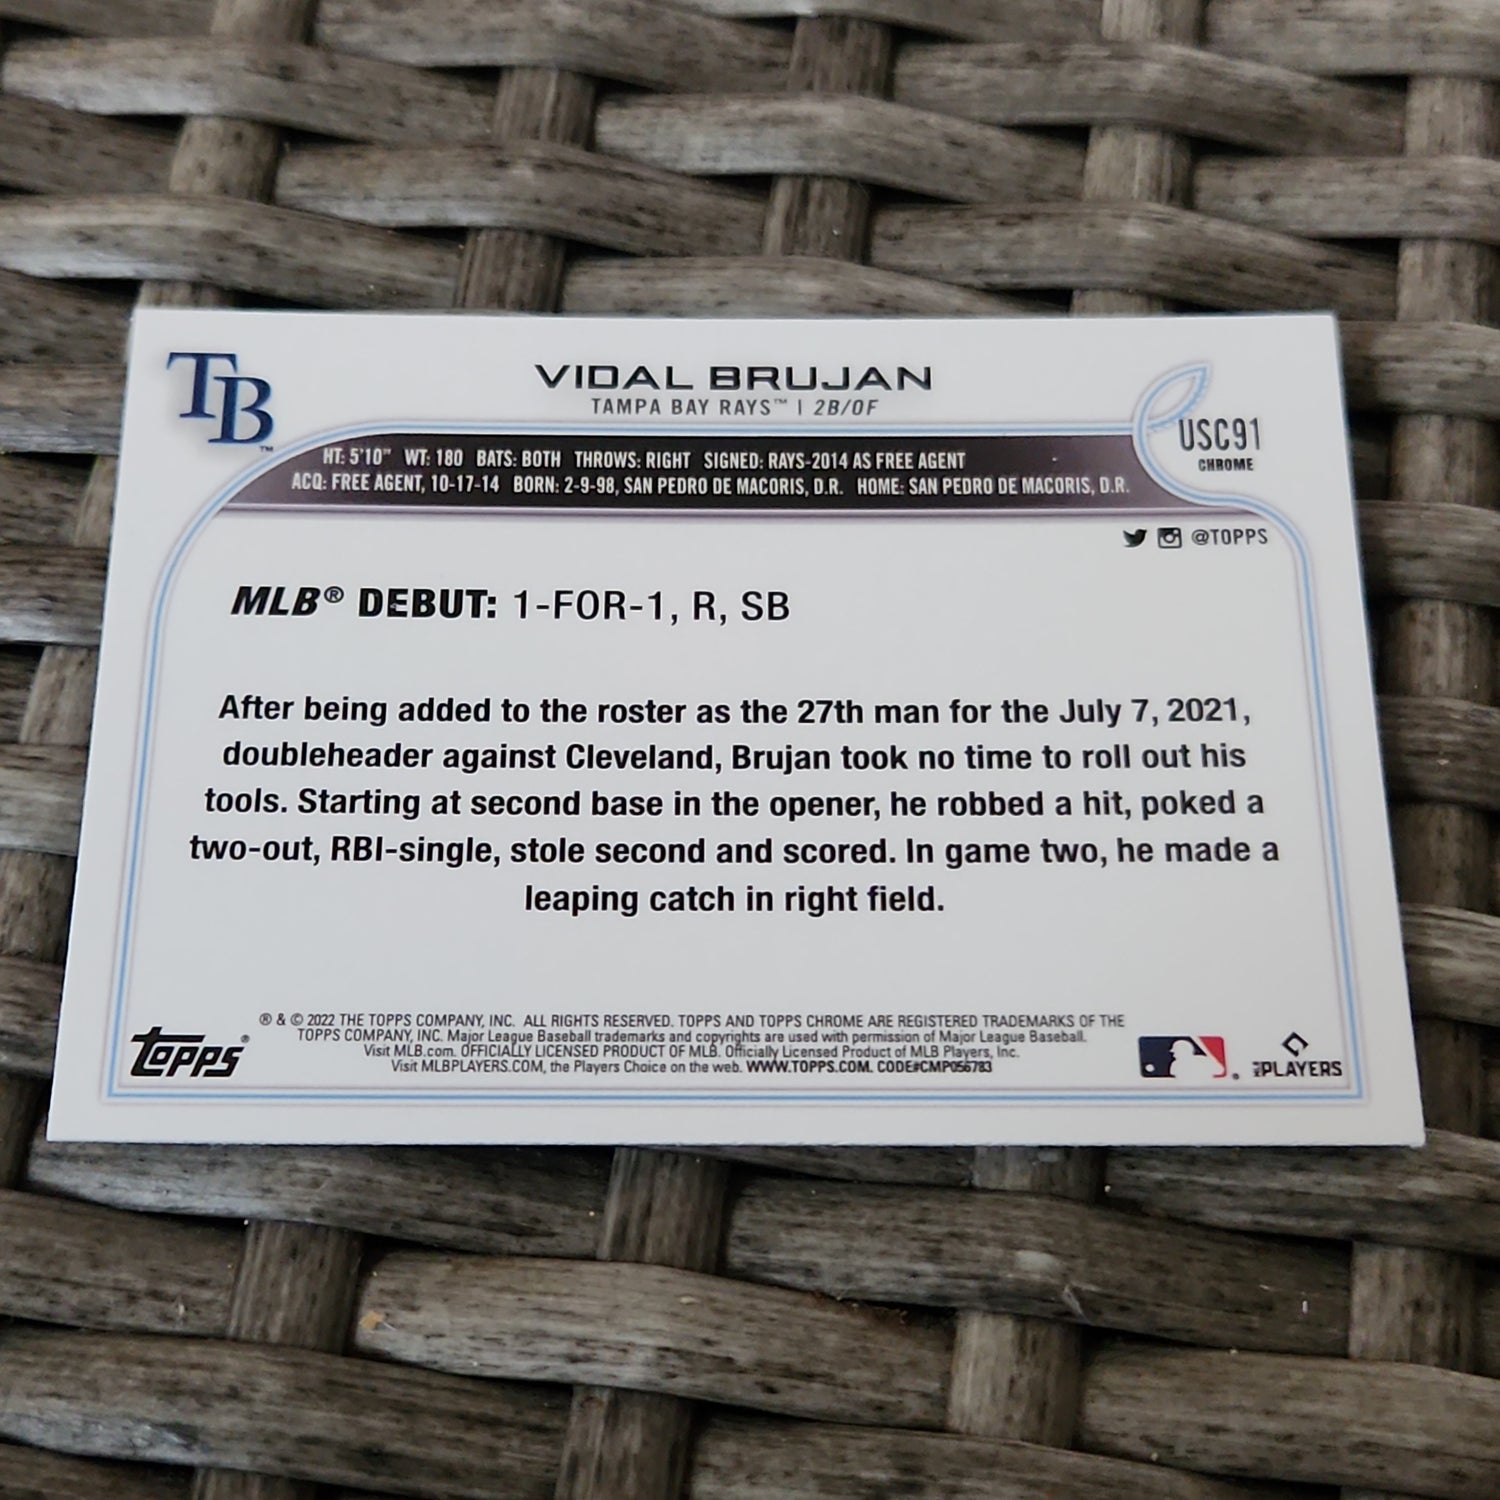 TB™
VIDAL BRUJAN
TAMPA BAY RAYS™ | 2B/OF
USC91
CHROME
HT: 5'10" WT: 180 BATS: BOTH THROWS: RIGHT SIGNED: RAYS-2014 AS FREE AGENT
ACQ: FREE AGENT, 10-17-14 BORN: 2-9-98, SAN PEDRO DE MACORIS, D.R. HOME: SAN PEDRO DE MACORIS, D.R.
@TOPPS
MLB® DEBUT: 1-FOR-1, R, SB
After being added to the roster as the 27th man for the July 7, 2021,
doubleheader against Cleveland, Brujan took no time to roll out his
tools. Starting at second base in the opener, he robbed a hit, poked a
two-out, RBI-single, stole second and scored. In game two, he made a
leaping catch in right field.
® & © 2022 THE TOPPS COMPANY, INC. ALL RIGHTS RESERVED. TOPPS AND TOPPS CHROME ARE REGISTERED TRADEMARKS OF THE
TOPPS COMPANY, INC. Major League Baseball trademarks and copyrights are used with permission of Major League Baseball.
Visit MLB.com. OFFICIALLY LICENSED PRODUCT OF MLB. Officially Licensed Product of MLB Players, Inc.
Visit MLBPLAYERS.COM, the Players Choice on the web. WWW.TOPPS.COM. CODE#CMP056783
Topps®
PLAYERS